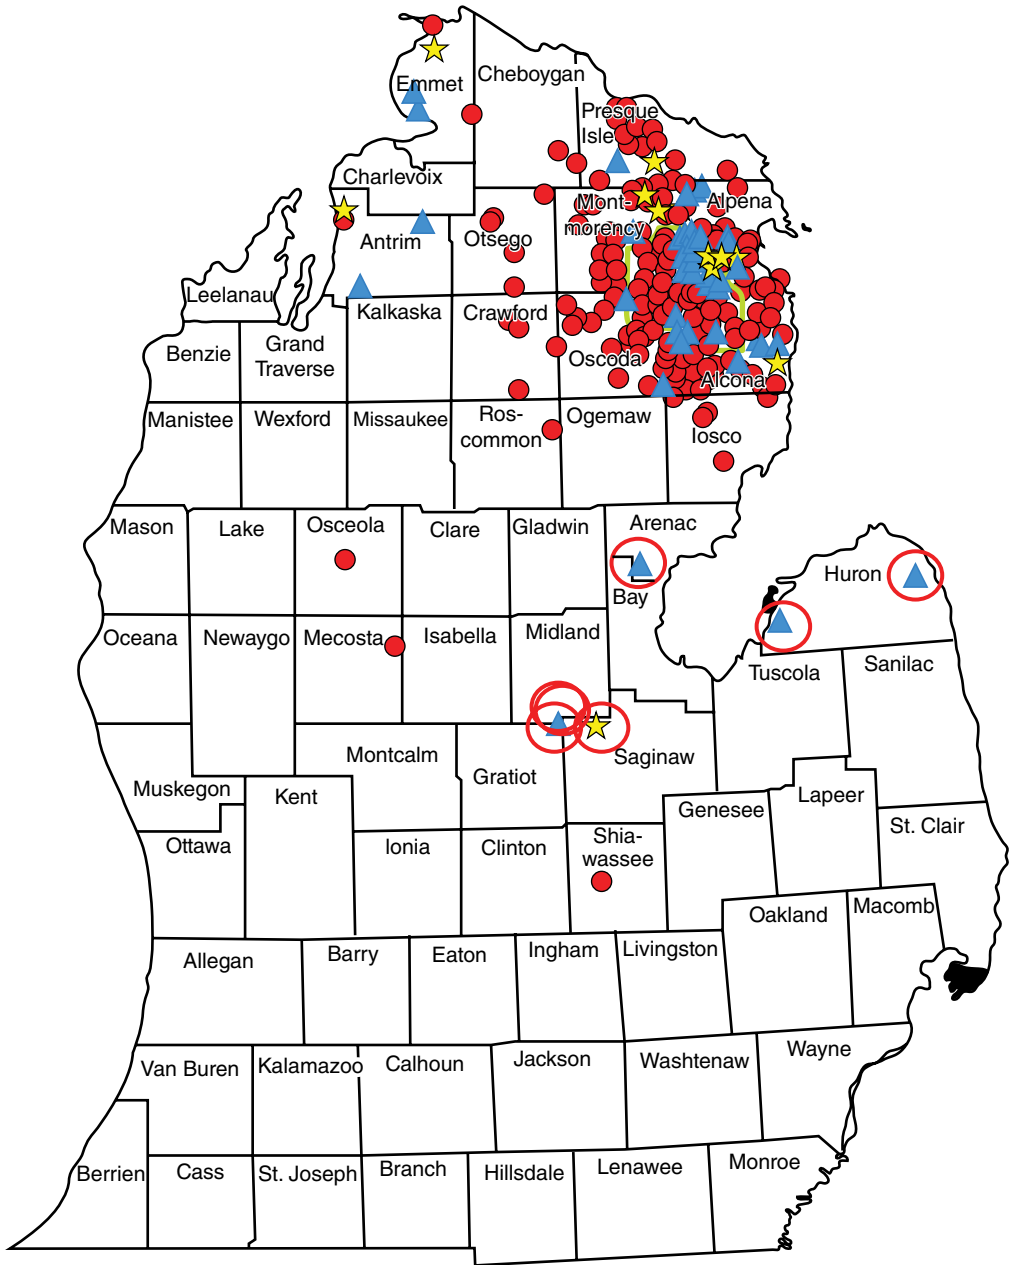 Cheboygan
Emmet
Presque
Isle
Charlevoix
Mont-
morency
Alpena
Antrim
Otsego
Leelanau
Kalkaska
Crawford
Benzie
Grand
Traverse
Oscoda
Alcona
Manistee
Wexford
Missaukee
Ros-
common
Ogemaw
Iosco
Mason
Lake
Osceola
Clare
Gladwin
Arenac
Huron
Bay
Oceana
Newaygo
Mecosta
Isabella
Midland
Tuscola
Sanilac
Muskegon
Montcalm
Gratiot
Saginaw
Kent
Genesee
Lapeer
St. Clair
Ottawa
Ionia
Clinton
Shia-
wassee
Oakland
Macomb
Allegan
Barry
Eaton
Ingham
Livingston
Van Buren
Kalamazoo
Calhoun
Jackson
Washtenaw
Wayne
Berrien
Cass
St. Joseph
Branch
Hillsdale
Lenawee
Monroe